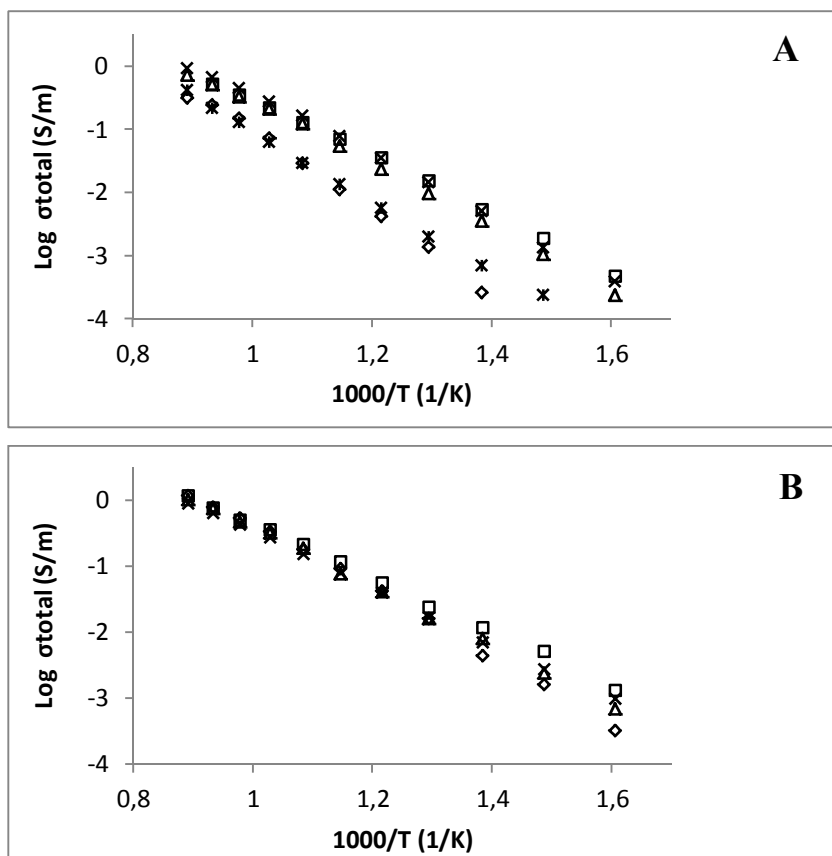 A
0
-1
-2
-3
-4
0,8 1 1,2 1,4 1,6
Log σtototal (S/m)
1000/T (1/K)
B
0
-1
-2
-3
-4
0,8 1 1,2 1,4 1,6
Log σtotal (S/m)
1000/T (1/K)